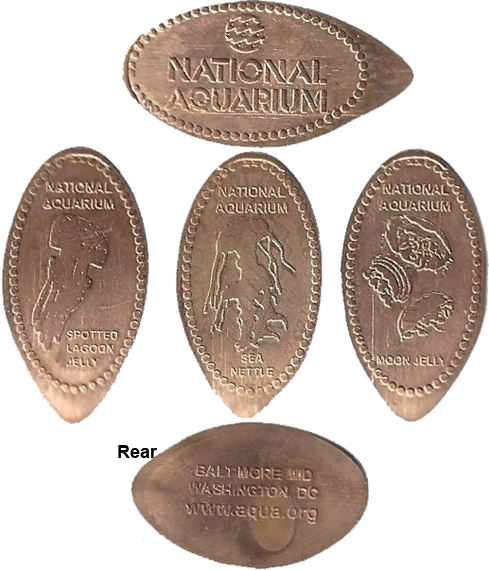 NATIONAL
AQUARIUM
NATIONAL
AQUARIUM
SPOTTED
LAGOON
JELLY
NATIONAL
AQUARIUM
SEA
NETTLE
NATIONAL
AQUARIUM
MOON JELLY
Rear
BALTIMORE MD
WASHINGTON, DC
www.aqua.org